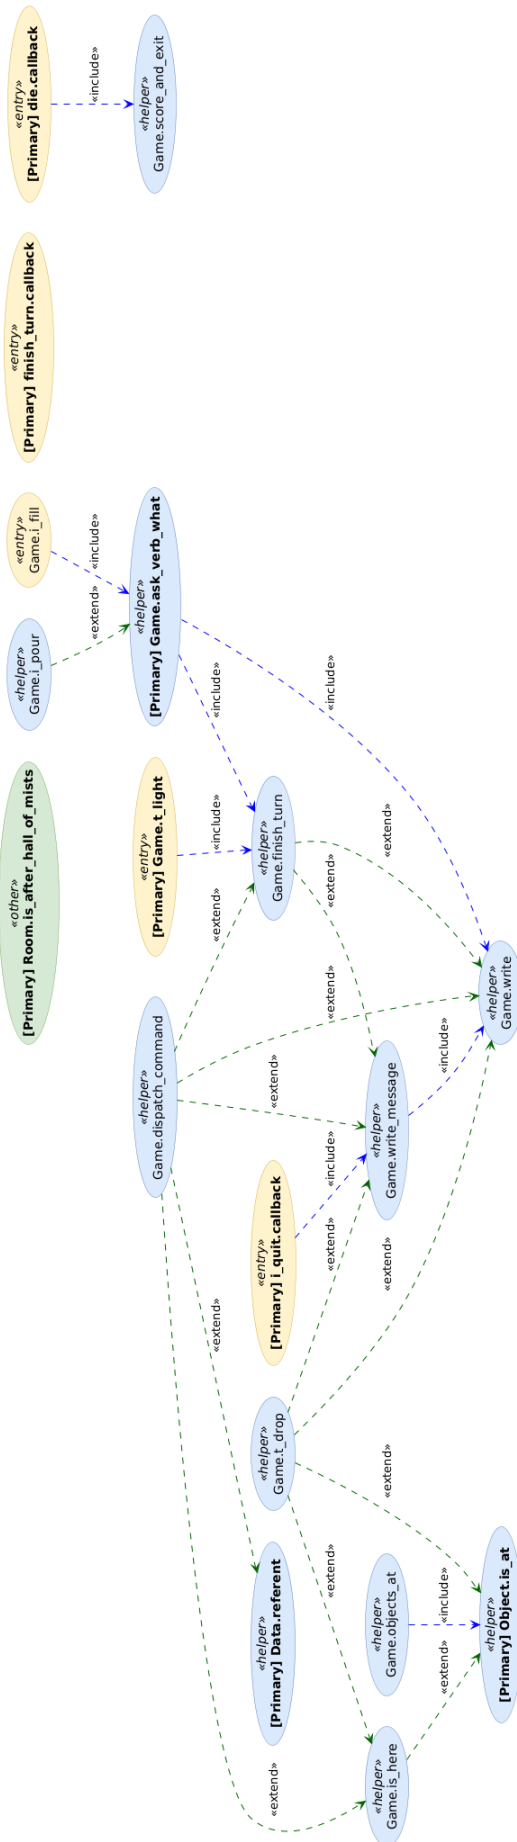 «other»
[Primary] Room.is_after_hall_of_mists
«helper»
Game.i_pour
«entry»
Game.i_fill
«entry»
[Primary] finish_turn.callback
«entry»
[Primary] die.callback
«extend»
«include»
«include»
«helper»
Game.dispatch_command
«entry»
[Primary] Game.t_light
«helper»
[Primary] Game.ask_verb_what
«helper»
Game.score_and_exit
«extend»
«extend»
«include»
«include»
«extend»
«helper»
[Primary] Data.referent
«helper»
Game.t_drop
«entry»
[Primary] i_quit.callback
«extend»
«helper»
Game.finish_turn
«extend»
«extend»
«include»
«extend»
«extend»
«include»
«helper»
Game.is_here
«helper»
Game.objects_at
«extend»
«extend»
«helper»
Game.write_message
«extend»
«extend»
«include»
«include»
«helper»
[Primary] Object.is_at
«helper»
Game.write